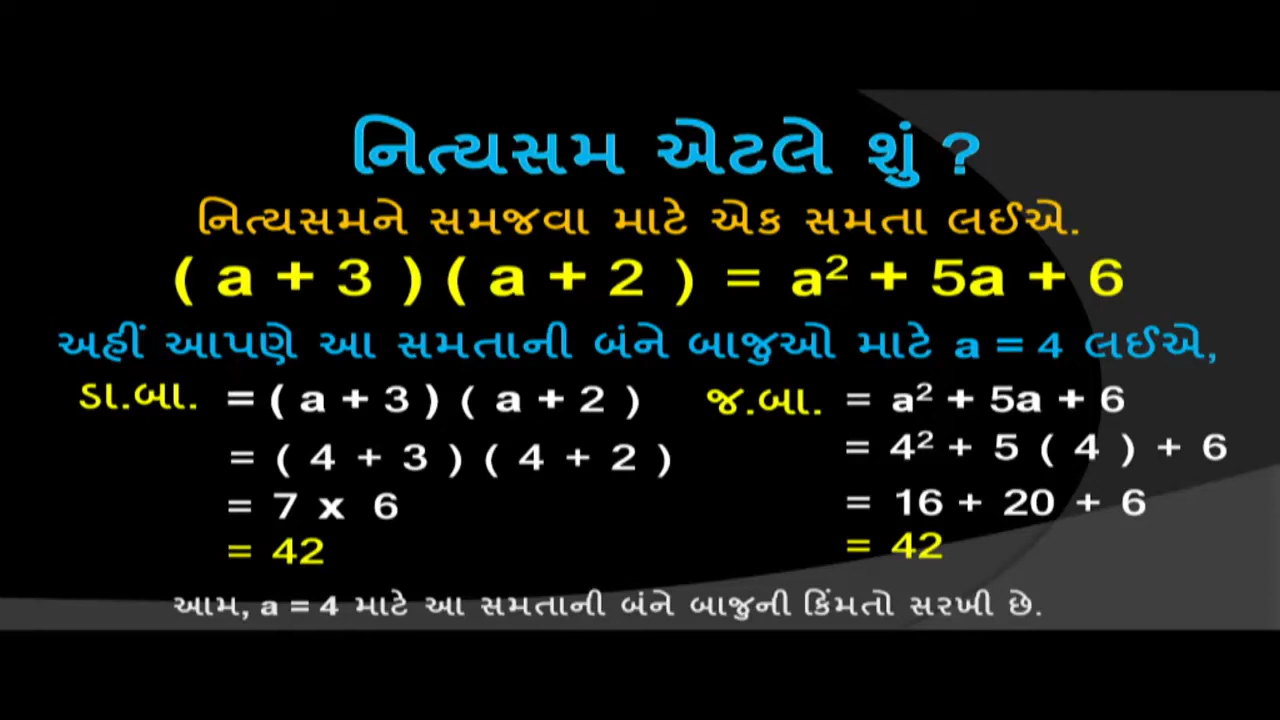 નિત્યસમ એટલે શું ?
નિત્યસમને સમજવા માટે એક સમતા લઈએ.
( a + 3 ) ( a + 2 ) = a² + 5a + 6
અહીં આપણે આ સમતાની બંને બાજુઓ માટે a = 4 લઈએ,
ડા.બા. = ( a + 3 ) ( a + 2 )
= ( 4 + 3 ) ( 4 + 2 )
= 7 x 6
= 42
જ.બા. = a² + 5a + 6
= 4² + 5 ( 4 ) + 6
= 16 + 20 + 6
= 42
આમ, a = 4 માટે આ સમતાની બંને બાજુની કિંમતો સરખી છે.